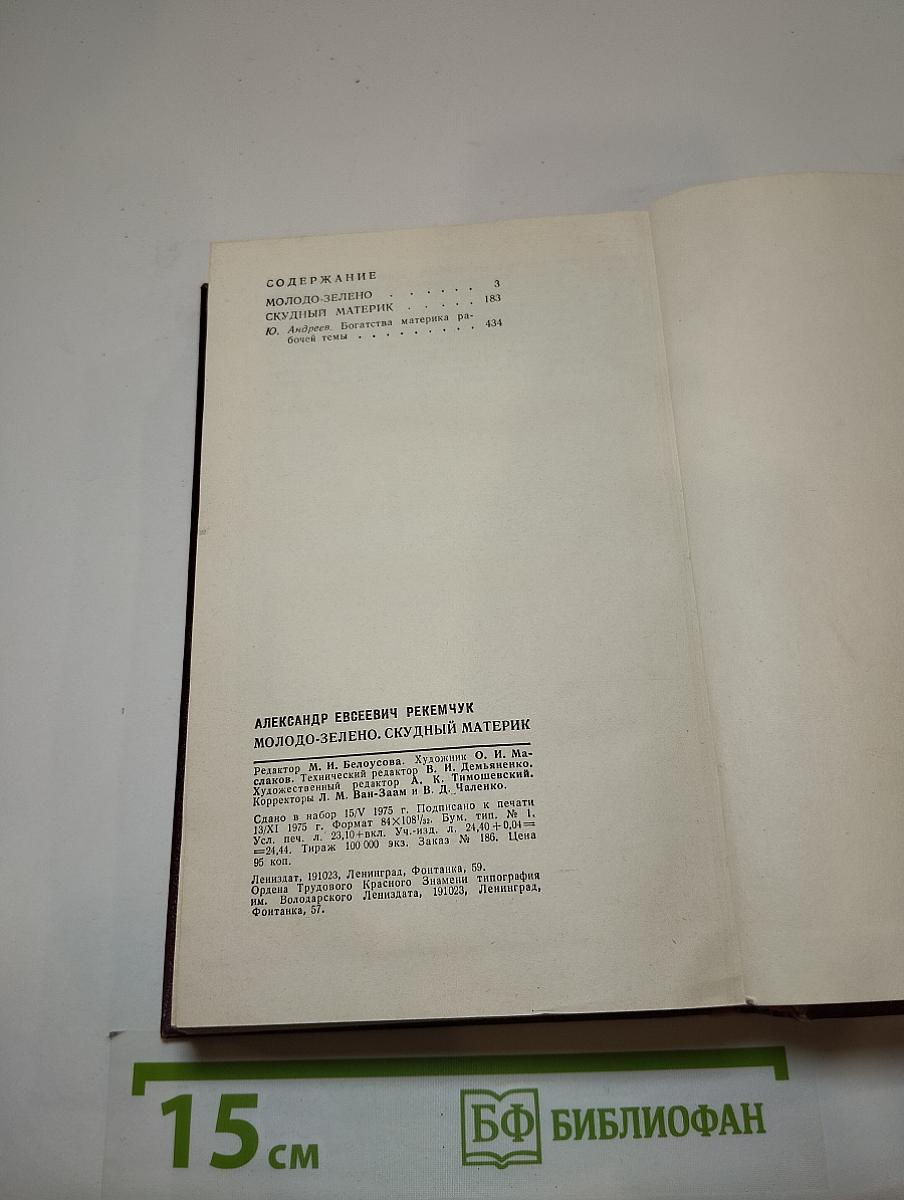 СОДЕРЖАНИЕ
МОЛОДО-ЗЕЛЕНО . . . . . . 3
СКУДНЫЙ МАТЕРИК . . . . . 183
Ю. Андреев. Богатства материка ра-
бочей темы . . . . . . . . . 434
АЛЕКСАНДР ЕВСЕЕВИЧ РЕКЕМЧУК
МОЛОДО-ЗЕЛЕНО. СКУДНЫЙ МАТЕРИК
Редактор М. И. Белоусова. Художник О. И. Ма-
слаков. Технический редактор В. И. Демьяненко.
Художественный редактор А. К. Тимошевский.
Корректоры Л. М. Ван-Заам и В. Д. Чаленко.
Сдано в набор 15/V 1975 г. Подписано к печати
13/XI 1975 г. Формат 84×108 1/32. Бум. тип. № 1.
Усл. печ. л. 23,10+вкл. Уч.-изд. л. 24,40+0,04=
=24,44. Тираж 100 000 экз. Заказ № 186. Цена
95 коп.
Лениздат, 191023, Ленинград, Фонтанка, 59.
Ордена Трудового Красного Знамени типография
им. Володарского Лениздата, 191023, Ленинград,
Фонтанка, 57.
15 см
БФ БИБЛИОФАН